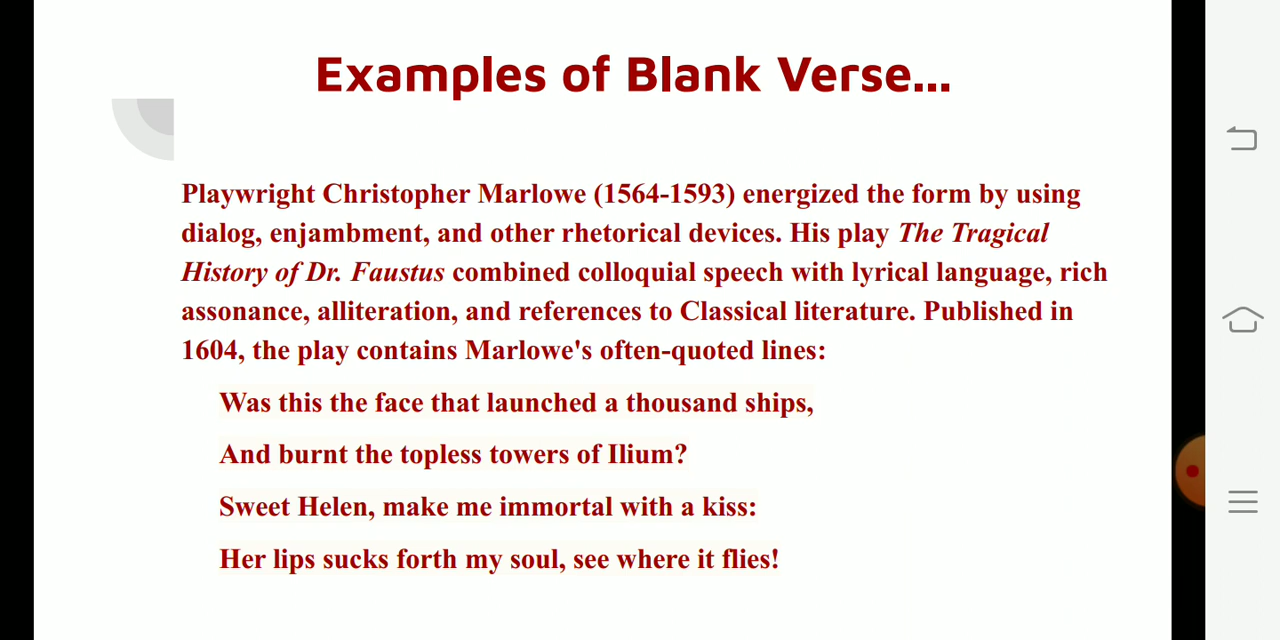 Examples of Blank Verse...
Playwright Christopher Marlowe (1564-1593) energized the form by using
dialog, enjambment, and other rhetorical devices. His play The Tragical
History of Dr. Faustus combined colloquial speech with lyrical language, rich
assonance, alliteration, and references to Classical literature. Published in
1604, the play contains Marlowe's often-quoted lines:
Was this the face that launched a thousand ships,
And burnt the topless towers of Ilium?
Sweet Helen, make me immortal with a kiss:
Her lips sucks forth my soul, see where it flies!